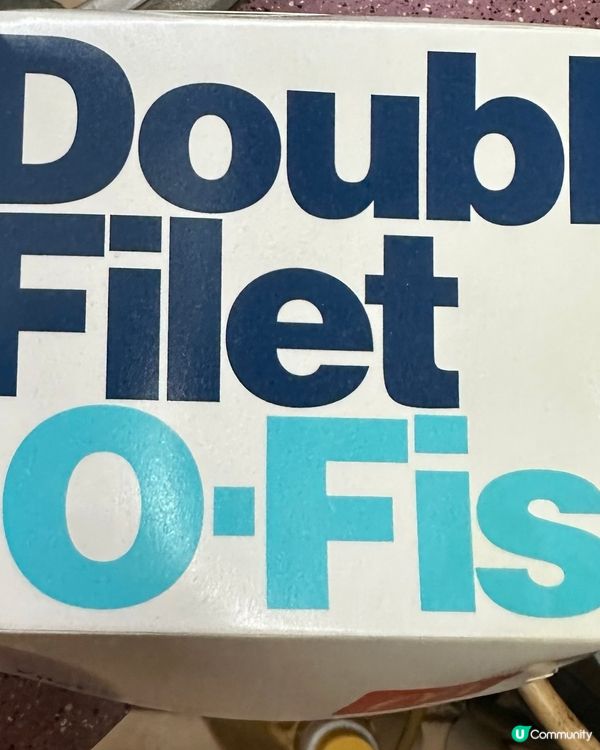 Doubl
Filet
O-Fis
U Community